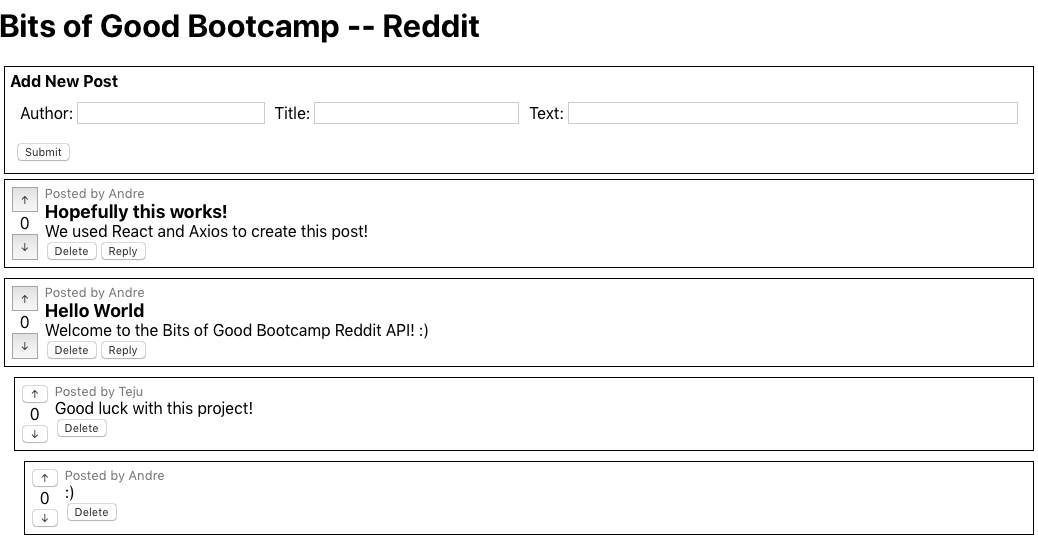 Bits of Good Bootcamp -- Reddit
Add New Post
Author: Title: Text:
Submit
↑
Posted by Andre
Hopefully this works!
0
We used React and Axios to create this post!
↓
Delete Reply
↑
Posted by Andre
Hello World
0
Welcome to the Bits of Good Bootcamp Reddit API! :)
↓
Delete Reply
↑
Posted by Teju
0
Good luck with this project!
↓
Delete
↑
Posted by Andre
0
:)
↓
Delete